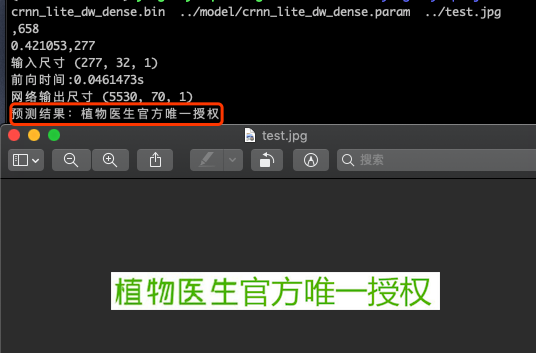 crnn_lite_dw_dense.bin ../model/crnn_lite_dw_dense.param ../test.jpg
,658
0.421053,277
输入尺寸 (277, 32, 1)
前向时间:0.0461473s
网络输出尺寸 (5530, 70, 1)
预测结果: 植物医生官方唯一授权
test.jpg
搜索
植物医生官方唯一授权